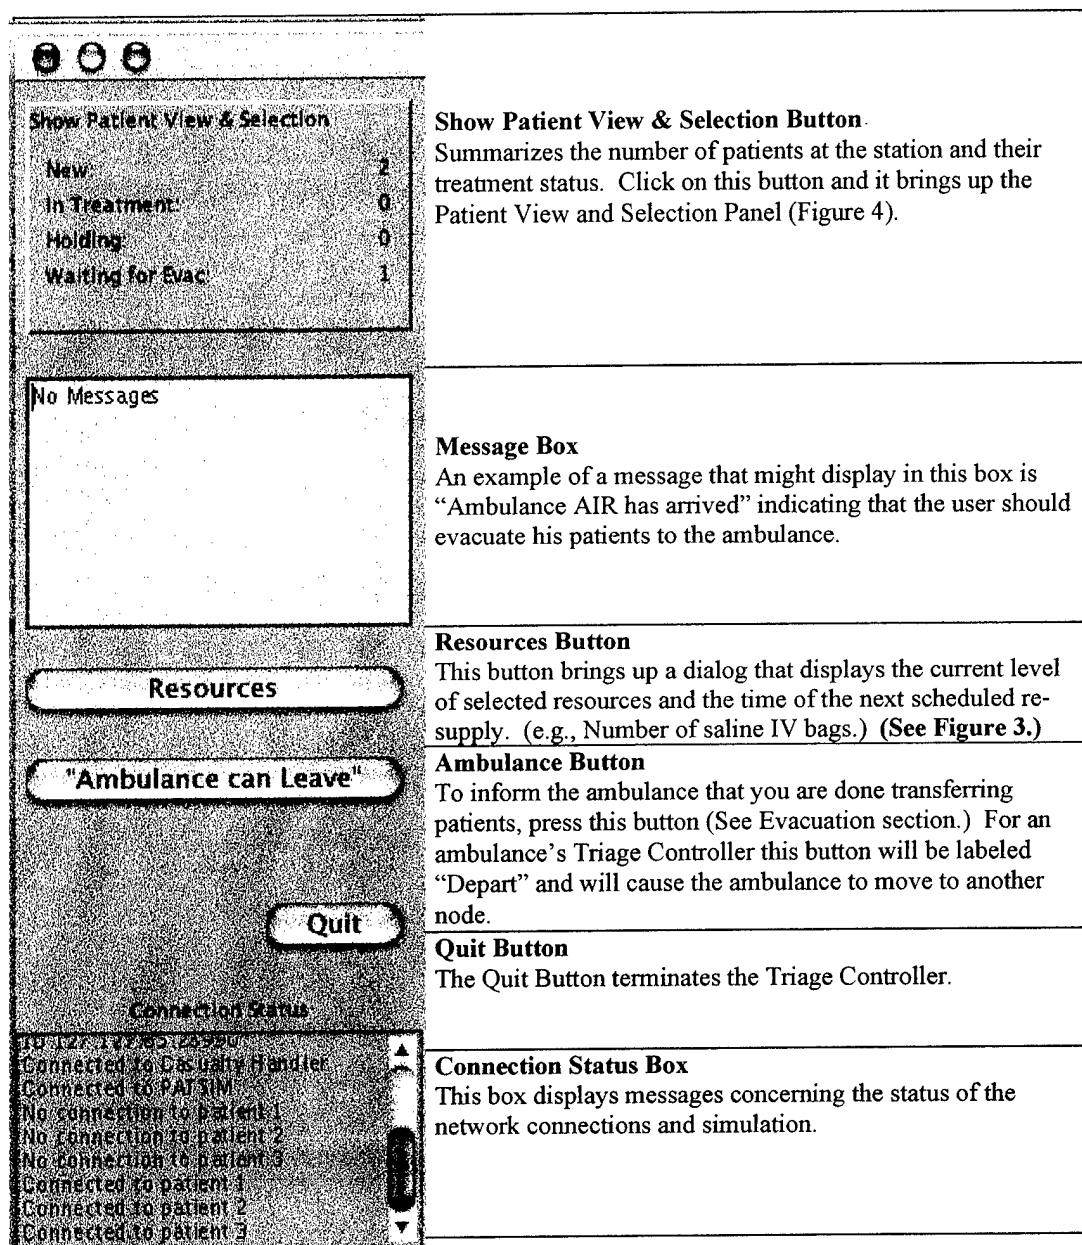 Show Patient View & Selection
New: 2
In Treatment: 0
Holding: 0
Waiting for Evac: 1
Show Patient View & Selection Button
Summarizes the number of patients at the station and their
treatment status. Click on this button and it brings up the
Patient View and Selection Panel (Figure 4).
No Messages
Message Box
An example of a message that might display in this box is
“Ambulance AIR has arrived” indicating that the user should
evacuate his patients to the ambulance.
Resources
Resources Button
This button brings up a dialog that displays the current level
of selected resources and the time of the next scheduled re-
supply. (e.g., Number of saline IV bags.) (See Figure 3.)
"Ambulance can Leave"
Ambulance Button
To inform the ambulance that you are done transferring
patients, press this button (See Evacuation section.) For an
ambulance’s Triage Controller this button will be labeled
“Depart” and will cause the ambulance to move to another
node.
Quit
Quit Button
The Quit Button terminates the Triage Controller.
Connection Status
Connected to Casualty Handler
Connected to PATSIM
No connection to patient 1
No connection to patient 2
No connection to patient 3
Connected to patient 1
Connected to patient 2
Connected to patient 3
Connection Status Box
This box displays messages concerning the status of the
network connections and simulation.